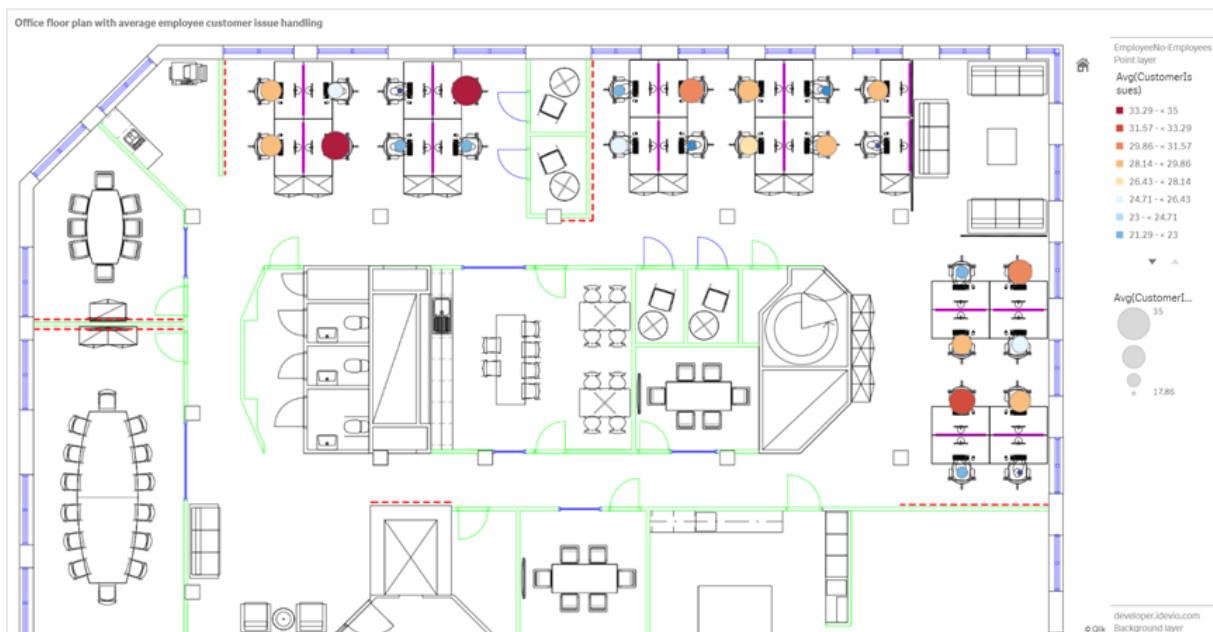 Office floor plan with average employee customer issue handling
EmployeeNo-Employees
Point layer
Avg(CustomerIs
sues)
33.29 - < 35
31.57 - < 33.29
29.86 - < 31.57
28.14 - < 29.86
26.43 - < 28.14
24.71 - < 26.43
23 - < 24.71
21.29 - < 23
Avg(CustomerI...
35
17.86
developer.idevio.com
© Qlik Background layer